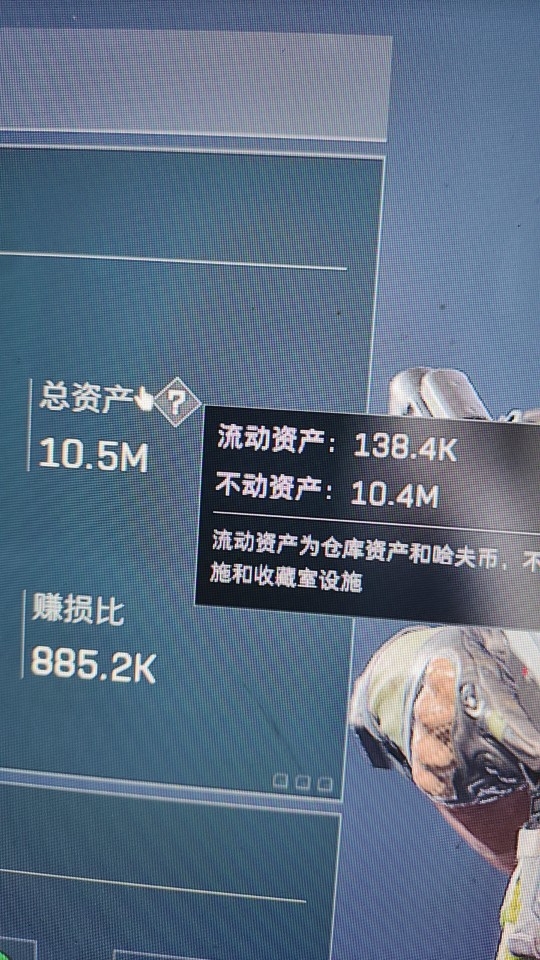 总资产
?
10.5M
流动资产：138.4K
不动资产：10.4M
流动资产为仓库资产和哈夫币，不
施和收藏室设施
赚损比
885.2K